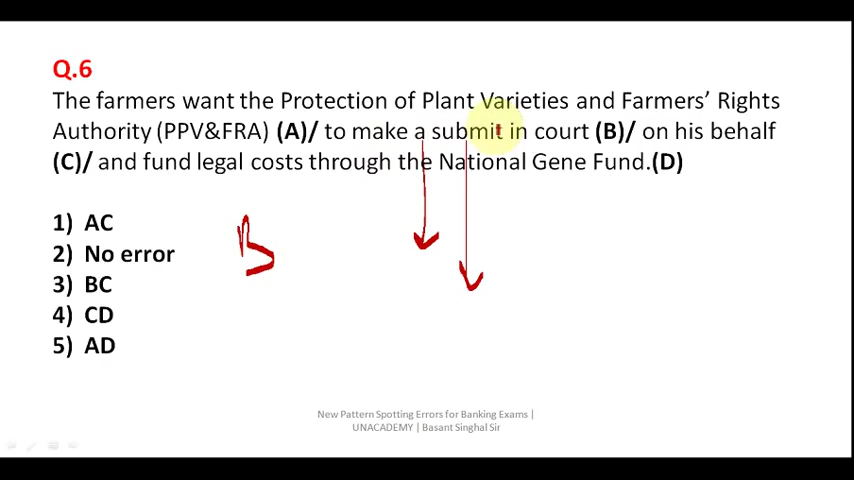 Q.6
The farmers want the Protection of Plant Varieties and Farmers' Rights
Authority (PPV&FRA) (A)/ to make a submit in court (B)/ on his behalf
(C)/ and fund legal costs through the National Gene Fund.(D)
1) AC
2) No error
B
3) BC
4) CD
5) AD
New Pattern Spotting Errors for Banking Exams |
UNACADEMY | Basant Singhal Sir